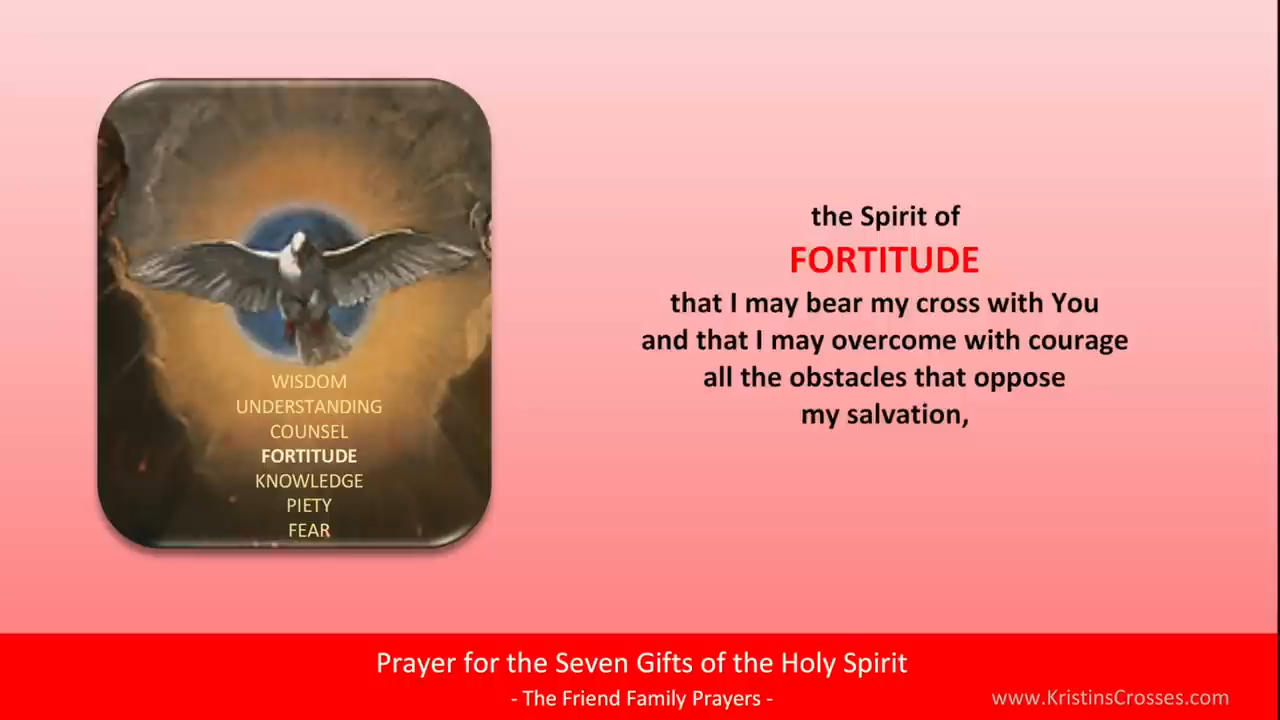 WISDOM
UNDERSTANDING
COUNSEL
FORTITUDE
KNOWLEDGE
PIETY
FEAR
the Spirit of
FORTITUDE
that I may bear my cross with You
and that I may overcome with courage
all the obstacles that oppose
my salvation,
Prayer for the Seven Gifts of the Holy Spirit
- The Friend Family Prayers -
www.KristinsCrosses.com